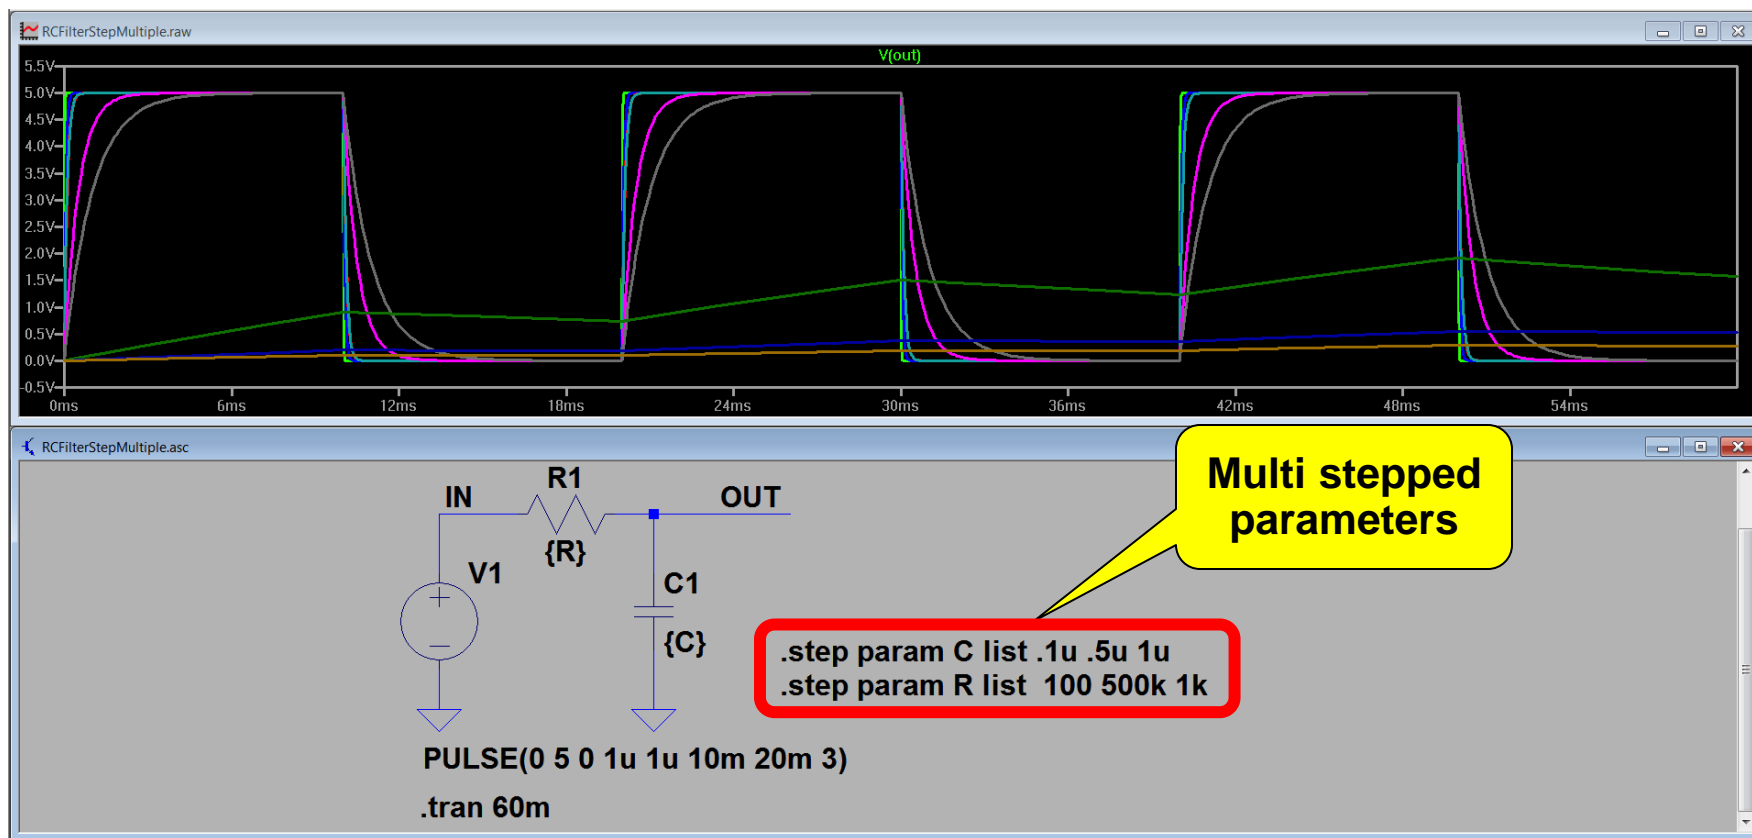 RCFilterStepMultiple.raw
V(out)
5.5V
5.0V
4.5V
4.0V
3.5V
3.0V
2.5V
2.0V
1.5V
1.0V
0.5V
0.0V
-0.5V
0ms 6ms 12ms 18ms 24ms 30ms 36ms 42ms 48ms 54ms
RCFilterStepMultiple.asc
Multi stepped
parameters
R1
IN
OUT
{R}
V1
C1
{C}
.step param C list .1u .5u 1u
.step param R list  100 500k 1k
PULSE(0 5 0 1u 1u 10m 20m 3)
.tran 60m